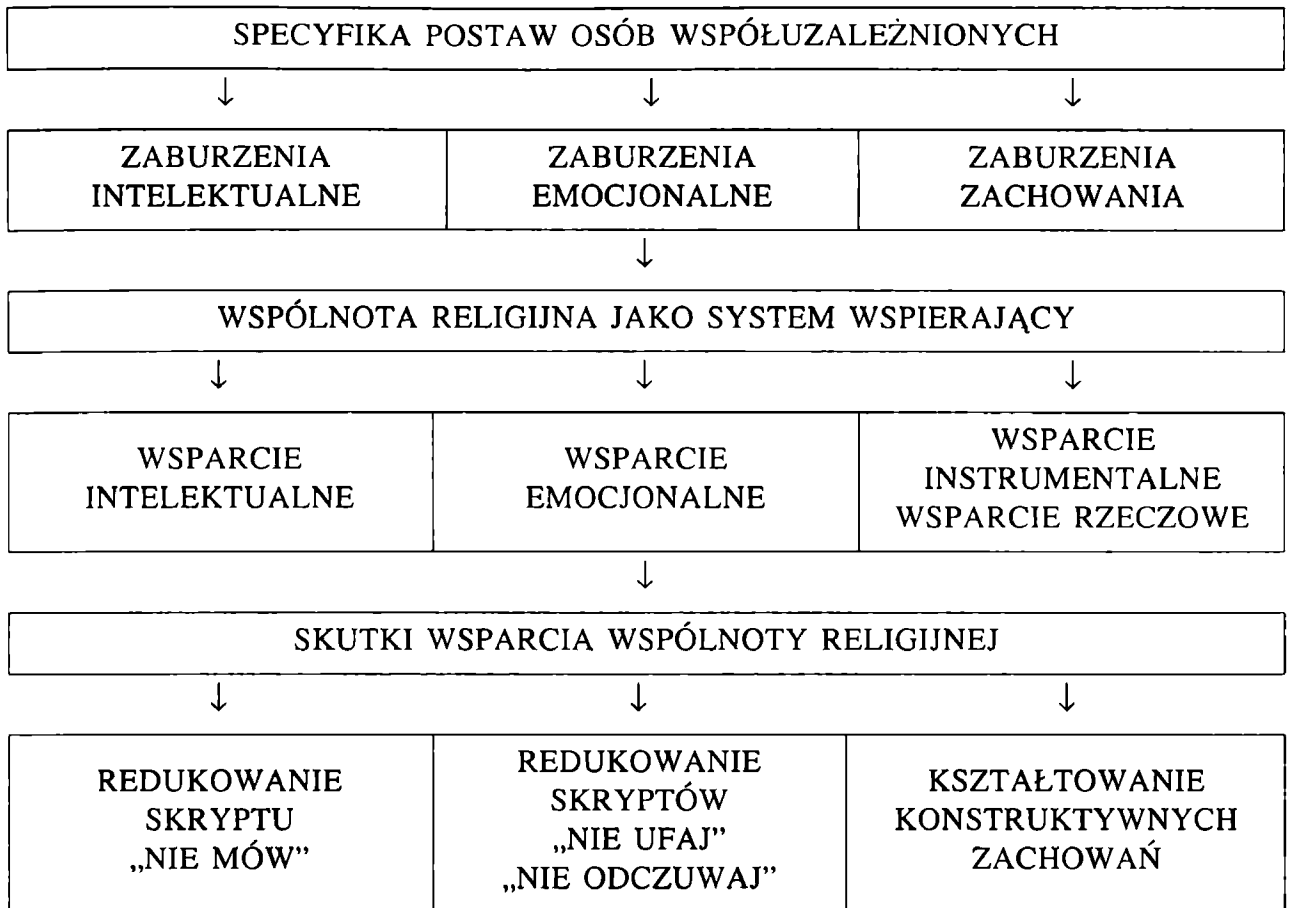 SPECYFIKA POSTAW OSÓB WSPÓŁUZALEŻNIONYCH
ZABURZENIA
INTELEKTUALNE
ZABURZENIA
EMOCJONALNE
ZABURZENIA
ZACHOWANIA
WSPÓLNOTA RELIGIJNA JAKO SYSTEM WSPIERAJĄCY
WSPARCIE
INTELEKTUALNE
WSPARCIE
EMOCJONALNE
WSPARCIE
INSTRUMENTALNE
WSPARCIE RZECZOWE
SKUTKI WSPARCIA WSPÓLNOTY RELIGIJNEJ
REDUKOWANIE
SKRYPTU
„NIE MÓW”
REDUKOWANIE
SKRYPTÓW
„NIE UFAJ”
„NIE ODCZUWAJ”
KSZTAŁTOWANIE
KONSTRUKTYWNYCH
ZACHOWAŃ